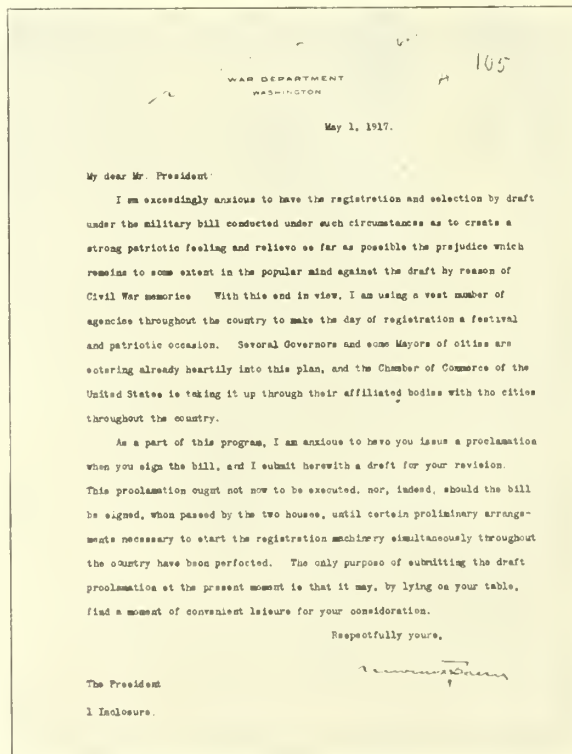 105
WAR DEPARTMENT
WASHINGTON
May 1, 1917.
My dear Mr. President
I am exceedingly anxious to have the registration and selection by draft
under the military bill conducted under such circumstances as to create a
strong patriotic feeling and relieve so far as possible the prejudice which
remains to some extent in the popular mind against the draft by reason of
Civil War memories With this end in view, I am using a vast number of
agencies throughout the country to make the day of registration a festival
and patriotic occasion. Several Governors and some Mayors of cities are
entering already heartily into this plan, and the Chamber of Commerce of the
United States is taking it up through their affiliated bodies with the cities
throughout the country.
As a part of this program, I am anxious to have you issue a proclamation
when you sign the bill, and I submit herewith a draft for your revision.
This proclamation ought not now to be executed, nor, indeed, should the bill
be signed, when passed by the two houses, until certain preliminary arrange-
ments necessary to start the registration machinery simultaneously throughout
the country have been perfected. The only purpose of submitting the draft
proclamation at the present moment is that it may, by lying on your table,
find a moment of convenient leisure for your consideration.
Respectfully yours,
The President
1 Inclosure.